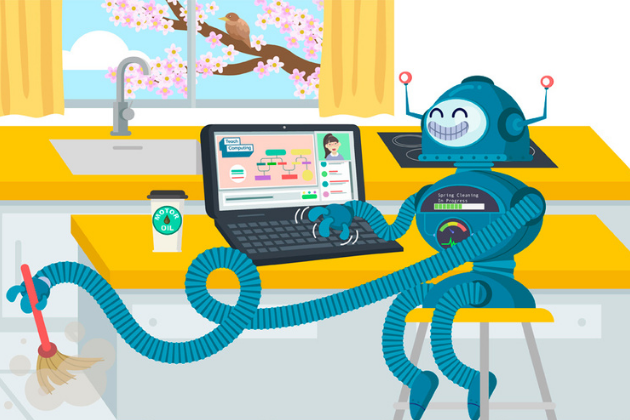 Teach
Computing
MOTOR
OIL
Spring Cleaning
In Progress